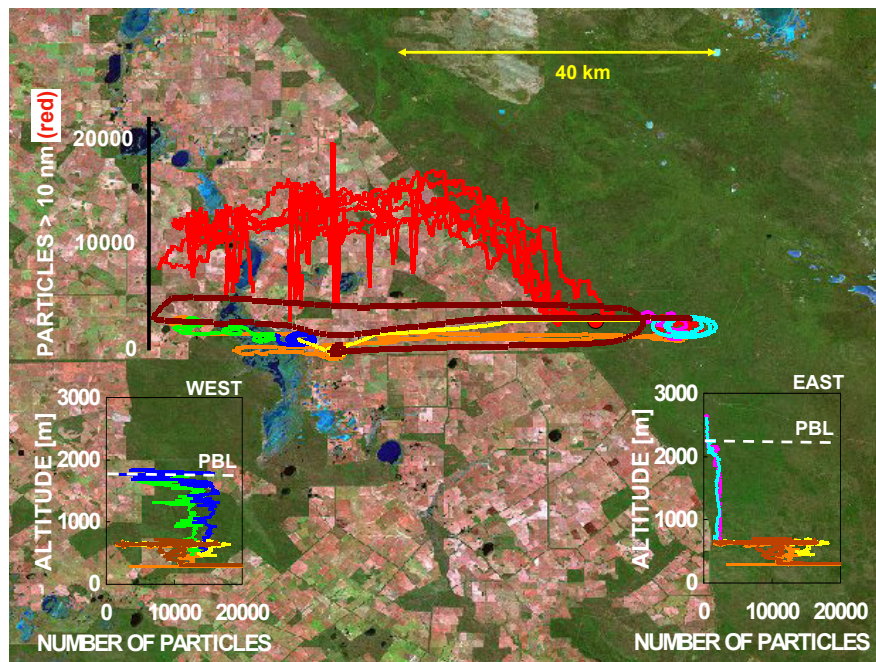 40 km
PARTICLES > 10 nm (red)
20000
10000
0
WEST
3000
PBL
2000
1000
0
ALTITUDE [m]
0 10000 20000
NUMBER OF PARTICLES
EAST
3000
PBL
2000
1000
0
ALTITUDE [m]
0 10000 20000
NUMBER OF PARTICLES